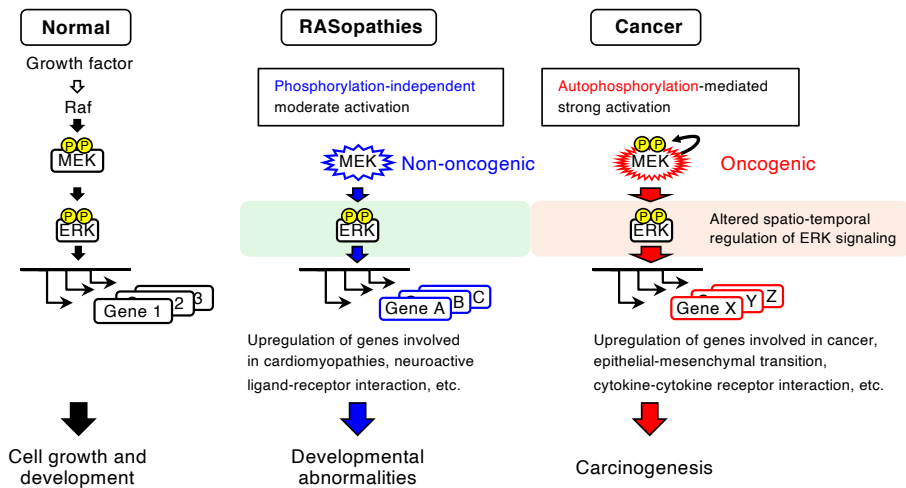 Normal
Growth factor
Raf
P P
MEK
P P
ERK
Gene 1
2
3
Cell growth and
development
RASopathies
Phosphorylation-independent
moderate activation
MEK
Non-oncogenic
P P
ERK
Gene A
B
C
Upregulation of genes involved
in cardiomyopathies, neuroactive
ligand-receptor interaction, etc.
Developmental
abnormalities
Cancer
Autophosphorylation-mediated
strong activation
P P
MEK
Oncogenic
P P
ERK
Altered spatio-temporal
regulation of ERK signaling
Gene X
Y
Z
Upregulation of genes involved in cancer,
epithelial-mesenchymal transition,
cytokine-cytokine receptor interaction, etc.
Carcinogenesis